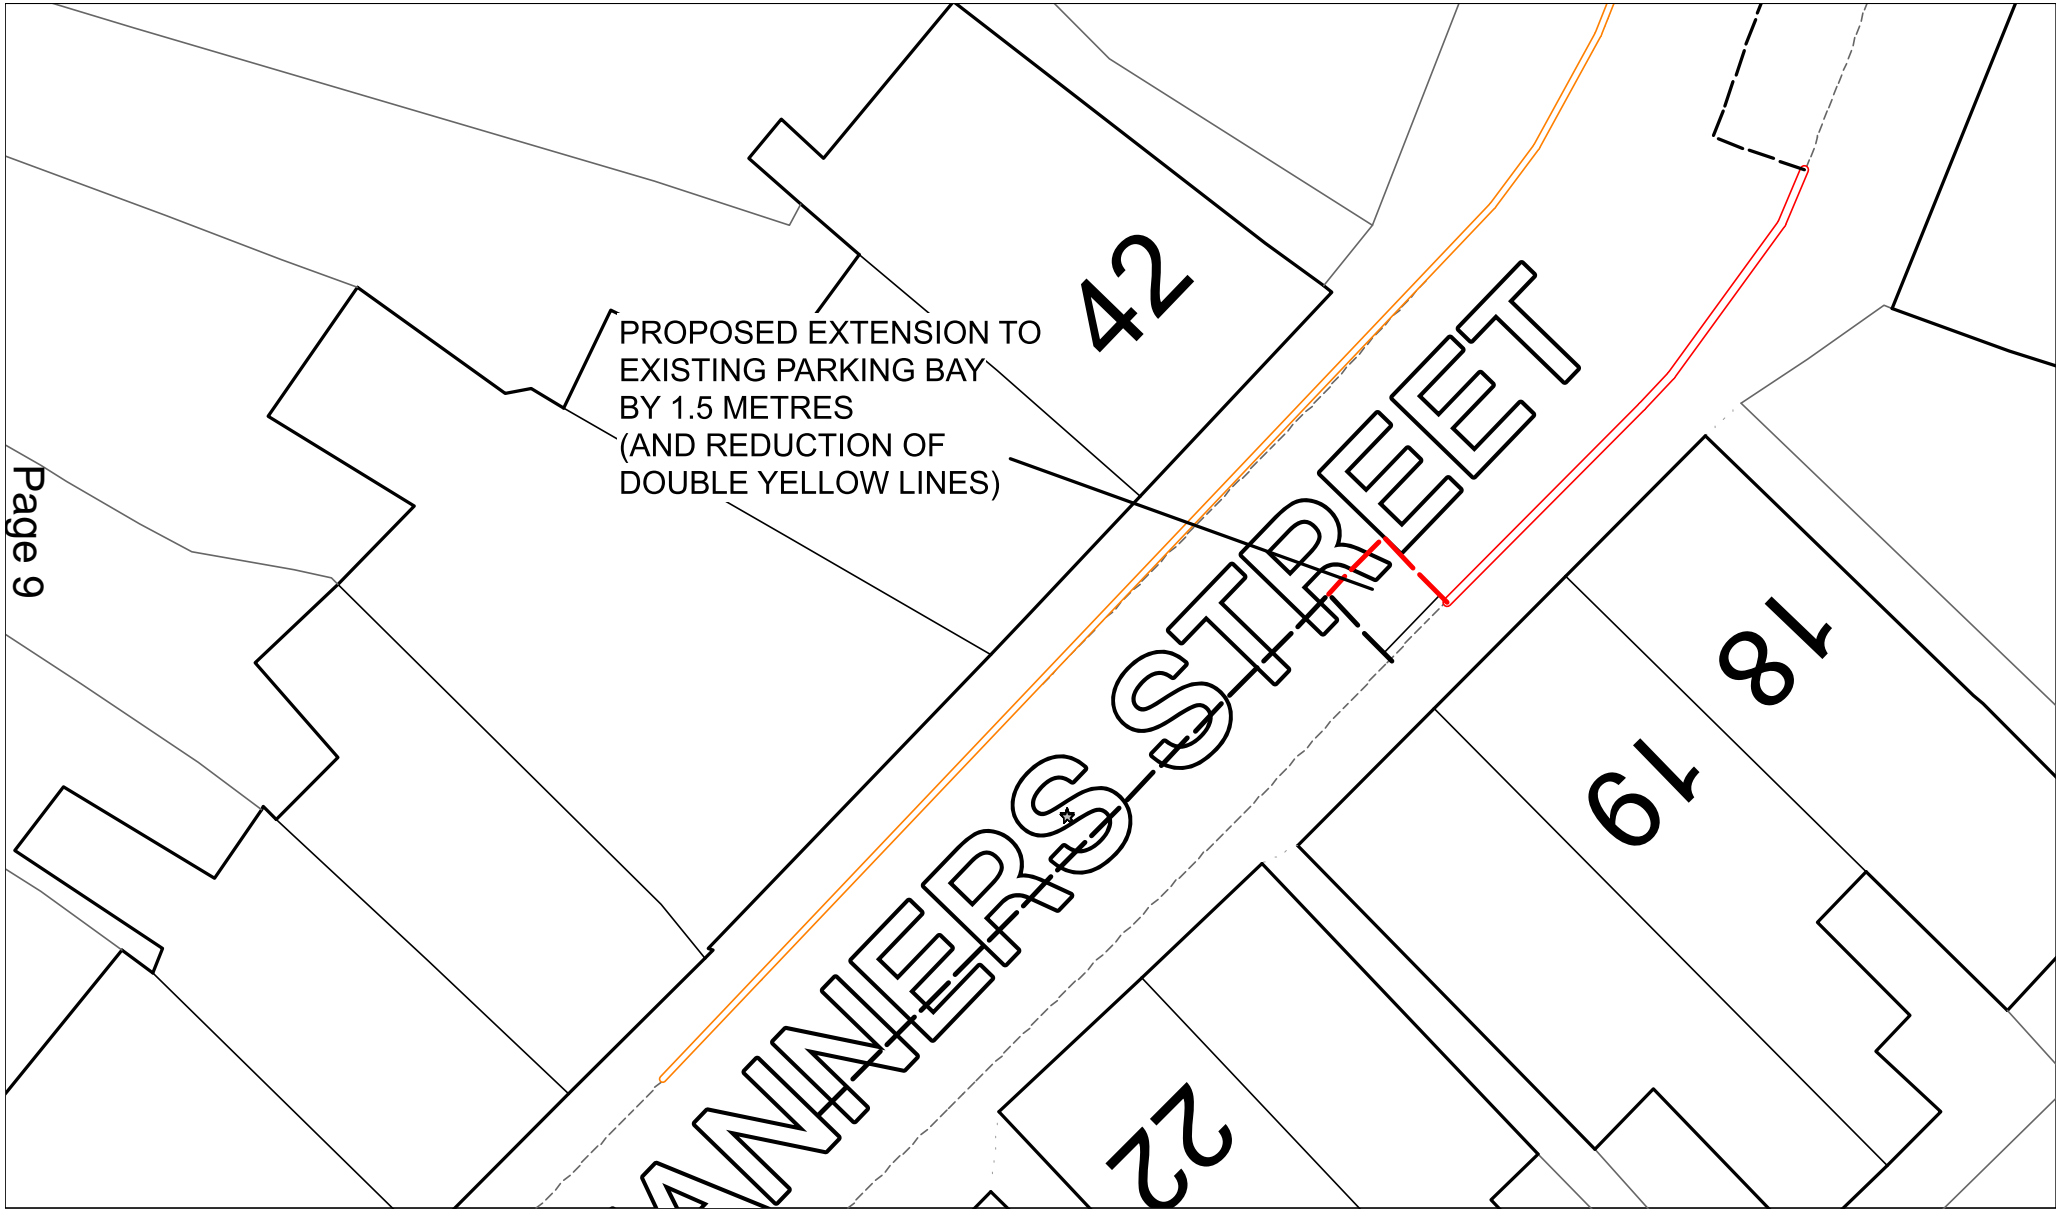 42
PROPOSED EXTENSION TO
EXISTING PARKING BAY
BY 1.5 METRES
(AND REDUCTION OF
DOUBLE YELLOW LINES)
Page 9
ANNERS STREET
18
19
22